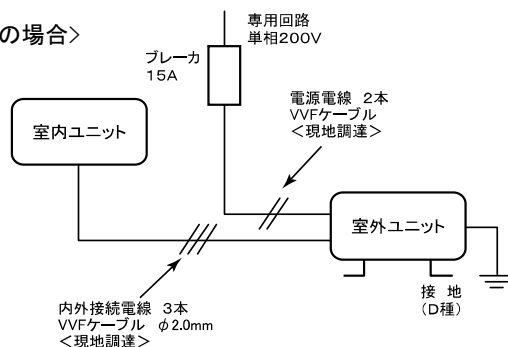 の場合>
専用回路
単相200V
ブレーカ
15A
電源電線 2本
VVFケーブル
<現地調達>
室内ユニット
室外ユニット
接 地
(D種)
内外接続電線 3本
VVFケーブル φ2.0mm
<現地調達>